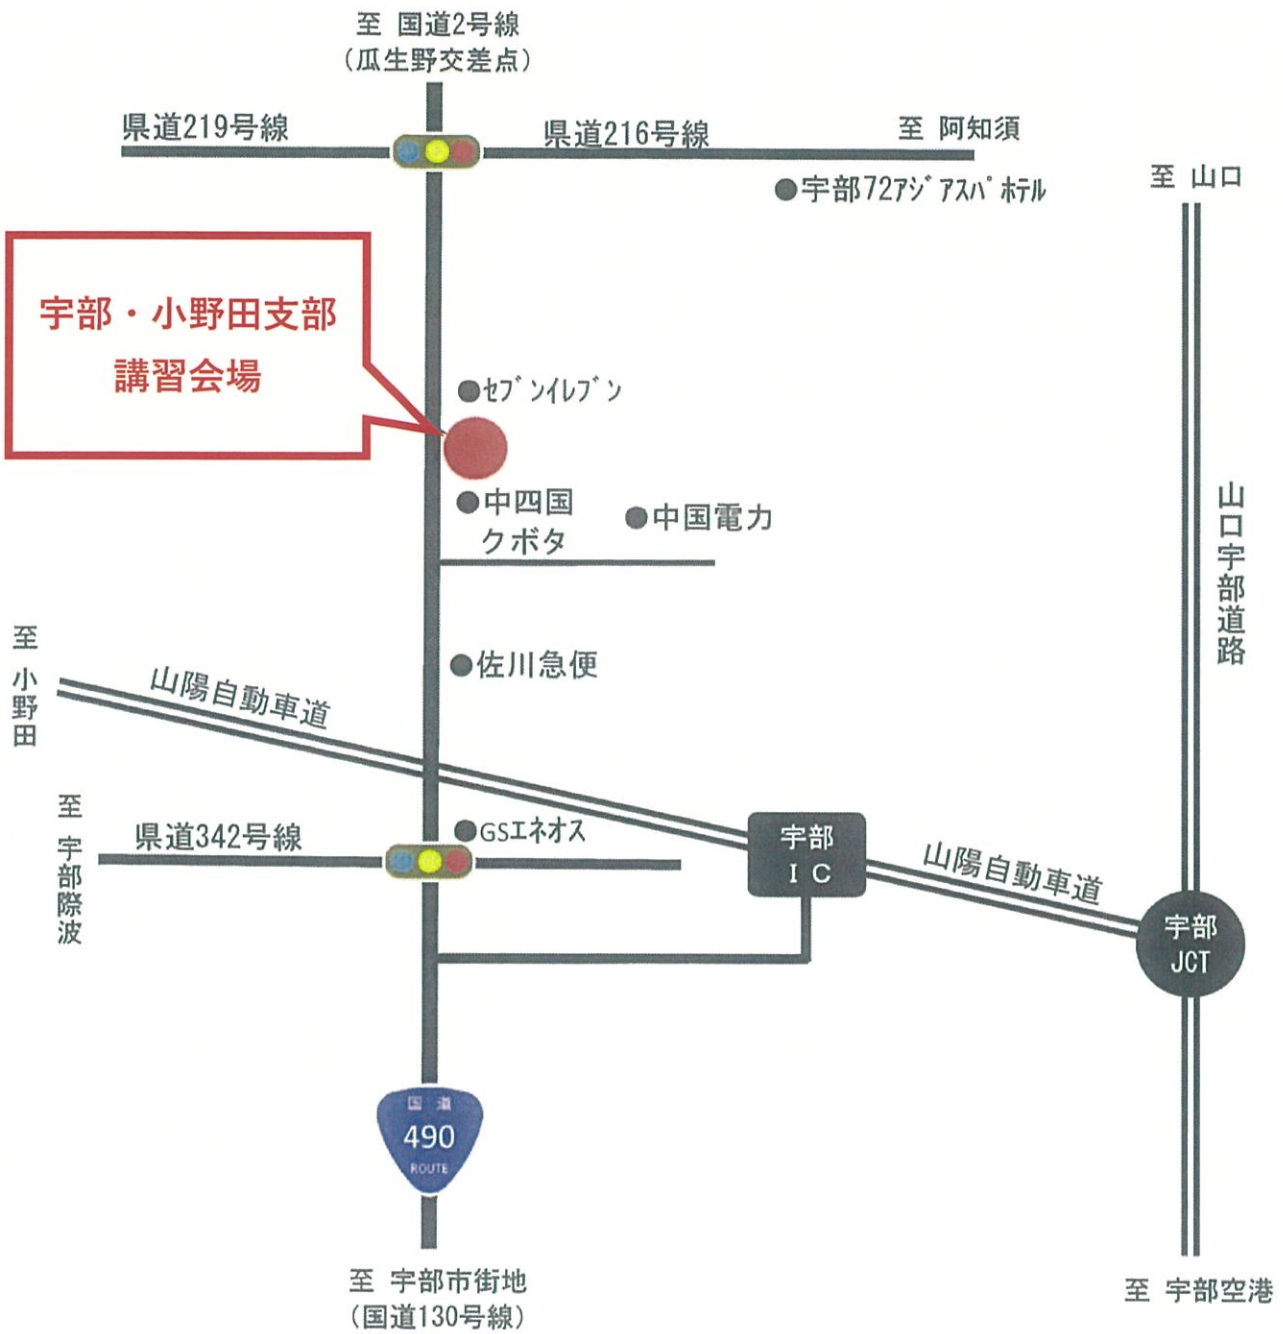 至 国道2号線
（瓜生野交差点）
県道219号線
県道216号線
至 阿知須
●宇部72ｱｼﾞｱｽﾊﾟﾎﾃﾙ
至 山口
宇部・小野田支部
講習会場
●ｾﾌﾞﾝｲﾚﾌﾞﾝ
●中四国
クボタ
●中国電力
山口宇部道路
至 小野田
山陽自動車道
●佐川急便
至 宇部際波
県道342号線
●GSｴﾈｵｽ
宇部
ＩＣ
山陽自動車道
宇部
JCT
国道
490
ROUTE
至 宇部市街地
（国道130号線）
至 宇部空港